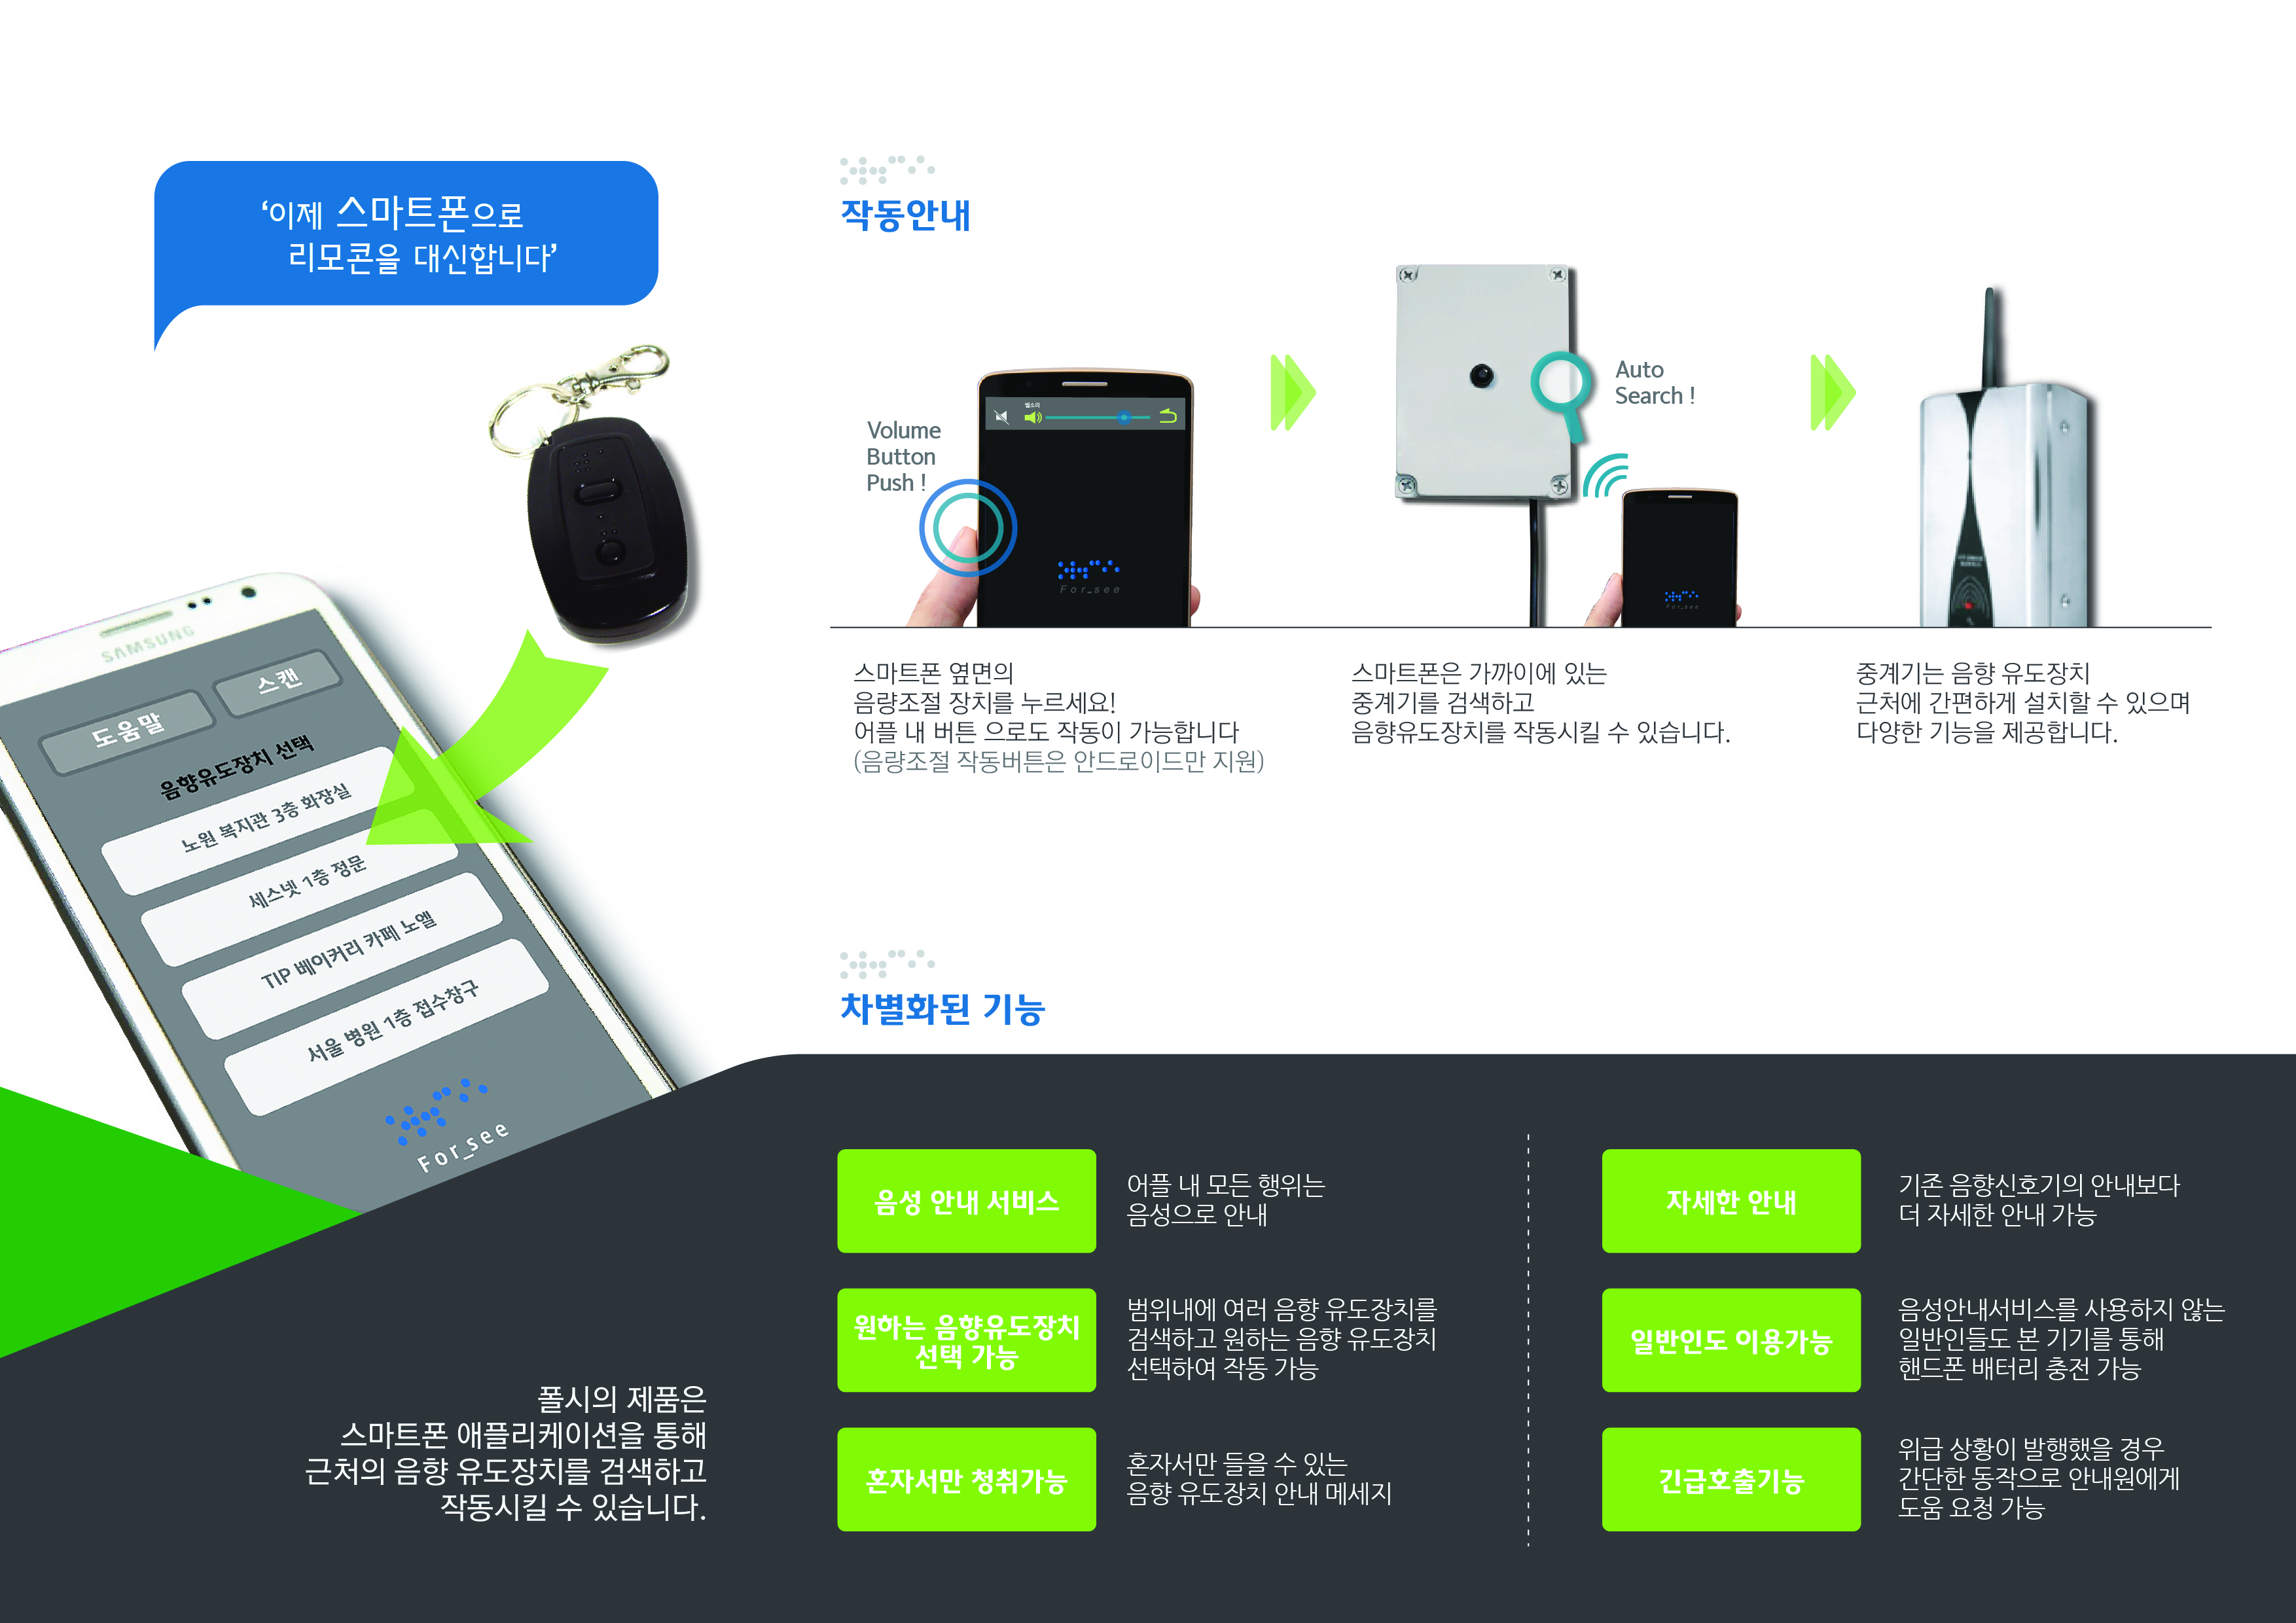 ‘이제 스마트폰으로
리모콘을 대신합니다’
SAMSUNG
스캔
도움말
음향유도장치 선택
노원 복지관 3층 화장실
세스넷 1층 정문
TIP 베이커리 카페 노엘
서울 병원 1층 접수창구
For_see
폴시의 제품은
스마트폰 애플리케이션을 통해
근처의 음향 유도장치를 검색하고
작동시킬 수 있습니다.
작동안내
Volume
Button
Push !
벨소리
For_see
스마트폰 옆면의
음량조절 장치를 누르세요!
어플 내 버튼 으로도 작동이 가능합니다
(음량조절 작동버튼은 안드로이드만 지원)
Auto
Search !
For_see
스마트폰은 가까이에 있는
중계기를 검색하고
음향유도장치를 작동시킬 수 있습니다.
중계기는 음향 유도장치
근처에 간편하게 설치할 수 있으며
다양한 기능을 제공합니다.
차별화된 기능
음성 안내 서비스
어플 내 모든 행위는
음성으로 안내
원하는 음향유도장치
선택 가능
범위내에 여러 음향 유도장치를
검색하고 원하는 음향 유도장치
선택하여 작동 가능
혼자서만 청취가능
혼자서만 들을 수 있는
음향 유도장치 안내 메세지
자세한 안내
기존 음향신호기의 안내보다
더 자세한 안내 가능
일반인도 이용가능
음성안내서비스를 사용하지 않는
일반인들도 본 기기를 통해
핸드폰 배터리 충전 가능
긴급호출기능
위급 상황이 발행했을 경우
간단한 동작으로 안내원에게
도움 요청 가능